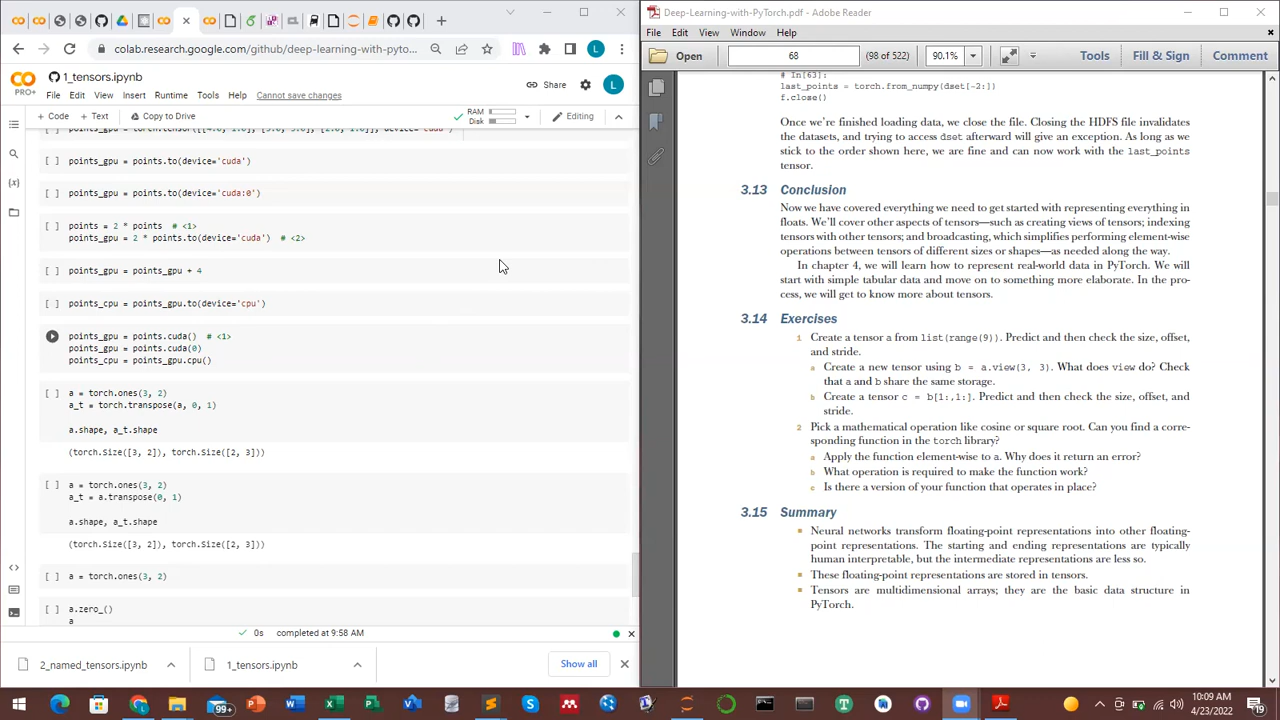 colab.research.google.com/github/deep-learning-with-pyto...
L
1_tensors.ipynb
PRO+
File Edit View Insert Runtime Tools Help Cannot save changes
Share
L
+ Code + Text Copy to Drive
RAM
Disk
Editing
[ ] points_gpu = points.to(device='cuda')
[ ] points_gpu = points.to(device='cuda:0')
[ ] points = 2 * points # <1>
points_gpu = 2 * points.to(device='cuda') # <2>
[ ] points_gpu = points_gpu + 4
[ ] points_cpu = points_gpu.to(device='cpu')
points_gpu = points.cuda() # <1>
points_gpu = points.cuda(0)
points_cpu = points_gpu.cpu()
[ ] a = torch.ones(3, 2)
a_t = torch.transpose(a, 0, 1)
a.shape, a_t.shape
(torch.Size([3, 2]), torch.Size([2, 3]))
[ ] a = torch.ones(3, 2)
a_t = a.transpose(0, 1)
a.shape, a_t.shape
(torch.Size([3, 2]), torch.Size([2, 3]))
[ ] a = torch.ones(3, 2)
[ ] a.zero_()
a
0s completed at 9:58 AM
2_named_tensors.ipynb
1_tensors.ipynb
Show all
Deep-Learning-with-PyTorch.pdf - Adobe Reader
File Edit View Window Help
Open
68
(98 of 522)
90.1%
Tools
Fill & Sign
Comment
# In[63]:
last_points = torch.from_numpy(dset[-2:])
f.close()
Once we're finished loading data, we close the file. Closing the HDFS file invalidates
the datasets, and trying to access dset afterward will give an exception. As long as we
stick to the order shown here, we are fine and can now work with the last_points
tensor.
3.13 Conclusion
Now we have covered everything we need to get started with representing everything in
floats. We'll cover other aspects of tensors—such as creating views of tensors; indexing
tensors with other tensors; and broadcasting, which simplifies performing element-wise
operations between tensors of different sizes or shapes—as needed along the way.
In chapter 4, we will learn how to represent real-world data in PyTorch. We will
start with simple tabular data and move on to something more elaborate. In the pro-
cess, we will get to know more about tensors.
3.14 Exercises
1 Create a tensor a from list(range(9)). Predict and then check the size, offset,
and stride.
a Create a new tensor using b = a.view(3, 3). What does view do? Check
that a and b share the same storage.
b Create a tensor c = b[1:,1:]. Predict and then check the size, offset, and
stride.
2 Pick a mathematical operation like cosine or square root. Can you find a corre-
sponding function in the torch library?
a Apply the function element-wise to a. Why does it return an error?
b What operation is required to make the function work?
c Is there a version of your function that operates in place?
3.15 Summary
Neural networks transform floating-point representations into other floating-
point representations. The starting and ending representations are typically
human interpretable, but the intermediate representations are less so.
These floating-point representations are stored in tensors.
Tensors are multidimensional arrays; they are the basic data structure in
PyTorch.
99+
10:09 AM
4/23/2022
19